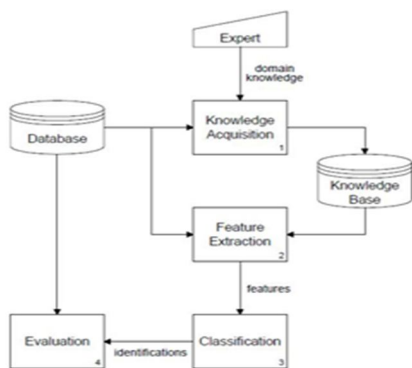 Expert
domain
knowledge
Database
Knowledge
Acquisition
1
Knowledge
Base
Feature
Extraction
2
features
Evaluation
4
identifications
Classification
3